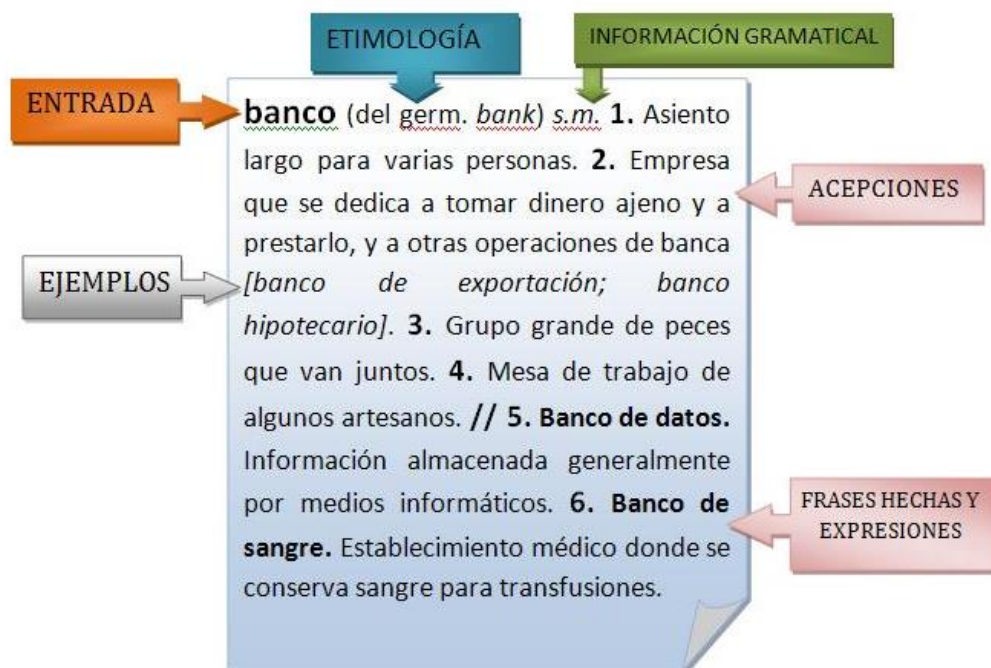 ETIMOLOGÍA
INFORMACIÓN GRAMATICAL
ENTRADA
banco (del germ. bank) s.m. 1. Asiento
largo para varias personas. 2. Empresa
que se dedica a tomar dinero ajeno y a
prestarlo, y a otras operaciones de banca
[banco de exportación; banco
hipotecario]. 3. Grupo grande de peces
que van juntos. 4. Mesa de trabajo de
algunos artesanos. // 5. Banco de datos.
Información almacenada generalmente
por medios informáticos. 6. Banco de
sangre. Establecimiento médico donde se
conserva sangre para transfusiones.
ACEPCIONES
EJEMPLOS
FRASES HECHAS Y
EXPRESIONES